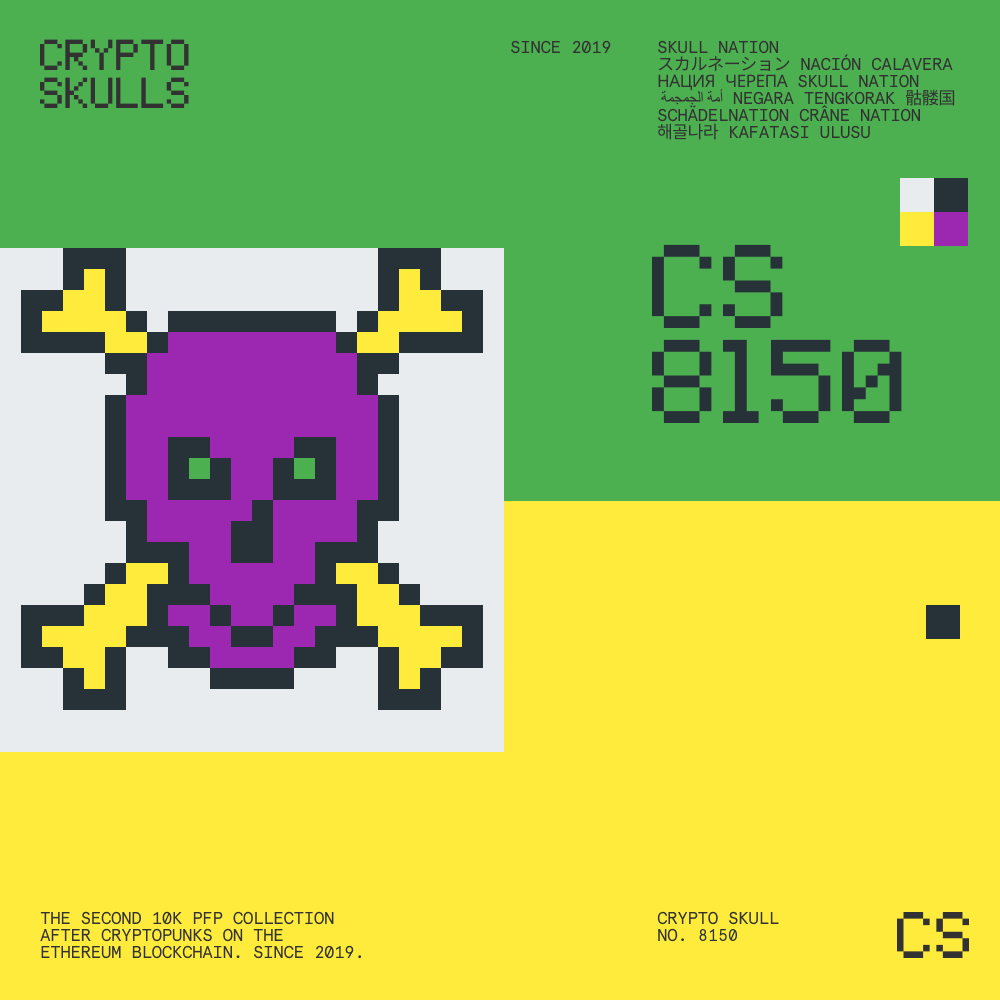 CRYPTO
SKULLS
SINCE 2019
SKULL NATION
スカルネーション NACIÓN CALAVERA
НАЦИЯ ЧЕРЕПА SKULL NATION
أمة الجمجمة NEGARA TENGKORAK 骷髅国
SCHÄDELNATION CRÂNE NATION
해골나라 KAFATASI ULUSU
CS
8150
THE SECOND 10K PFP COLLECTION
AFTER CRYPTOPUNKS ON THE
ETHEREUM BLOCKCHAIN. SINCE 2019.
CRYPTO SKULL
NO. 8150
CS